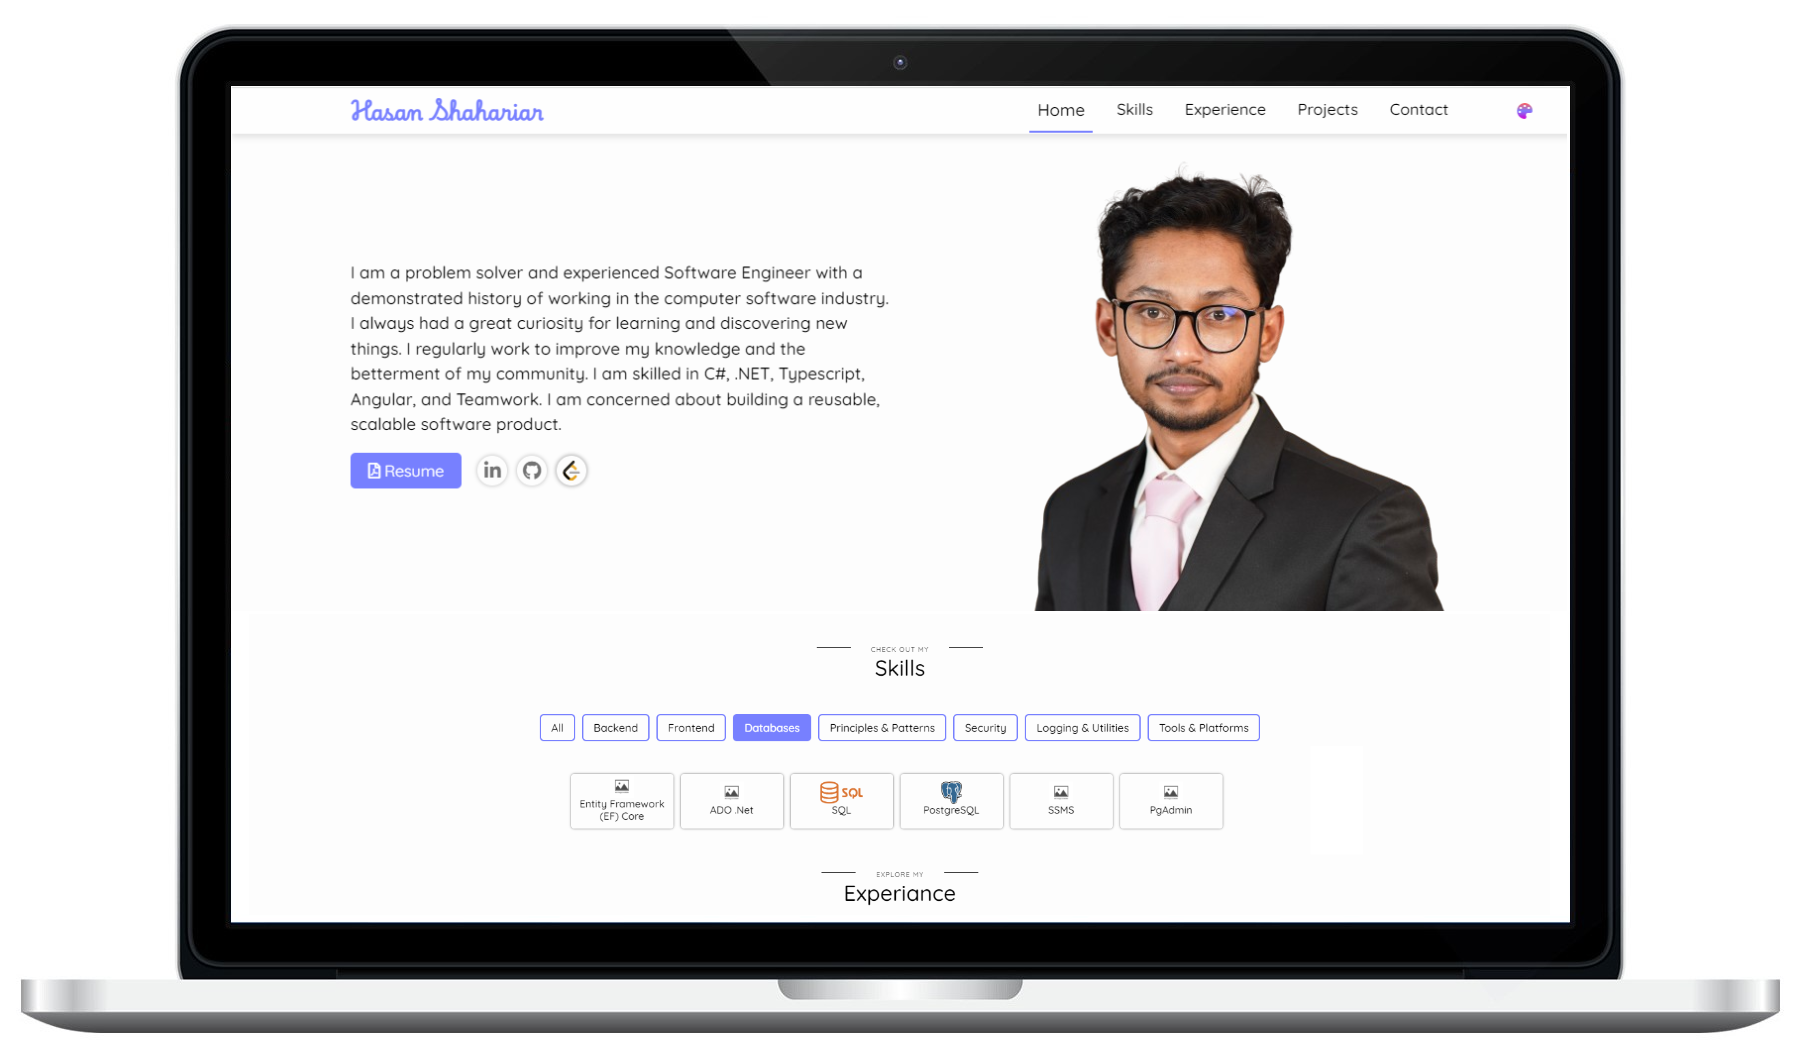 Hasan Shahariar
Home Skills Experience Projects Contact
I am a problem solver and experienced Software Engineer with a
demonstrated history of working in the computer software industry.
I always had a great curiosity for learning and discovering new
things. I regularly work to improve my knowledge and the
betterment of my community. I am skilled in C#, .NET, Typescript,
Angular, and Teamwork. I am concerned about building a reusable,
scalable software product.
Resume in
CHECK OUT MY
Skills
All Backend Frontend Databases Principles & Patterns Security Logging & Utilities Tools & Platforms
SQL
Entity Framework
(EF) Core
ADO .Net
SQL
PostgreSQL
SSMS
PgAdmin
EXPLORE MY
Experiance